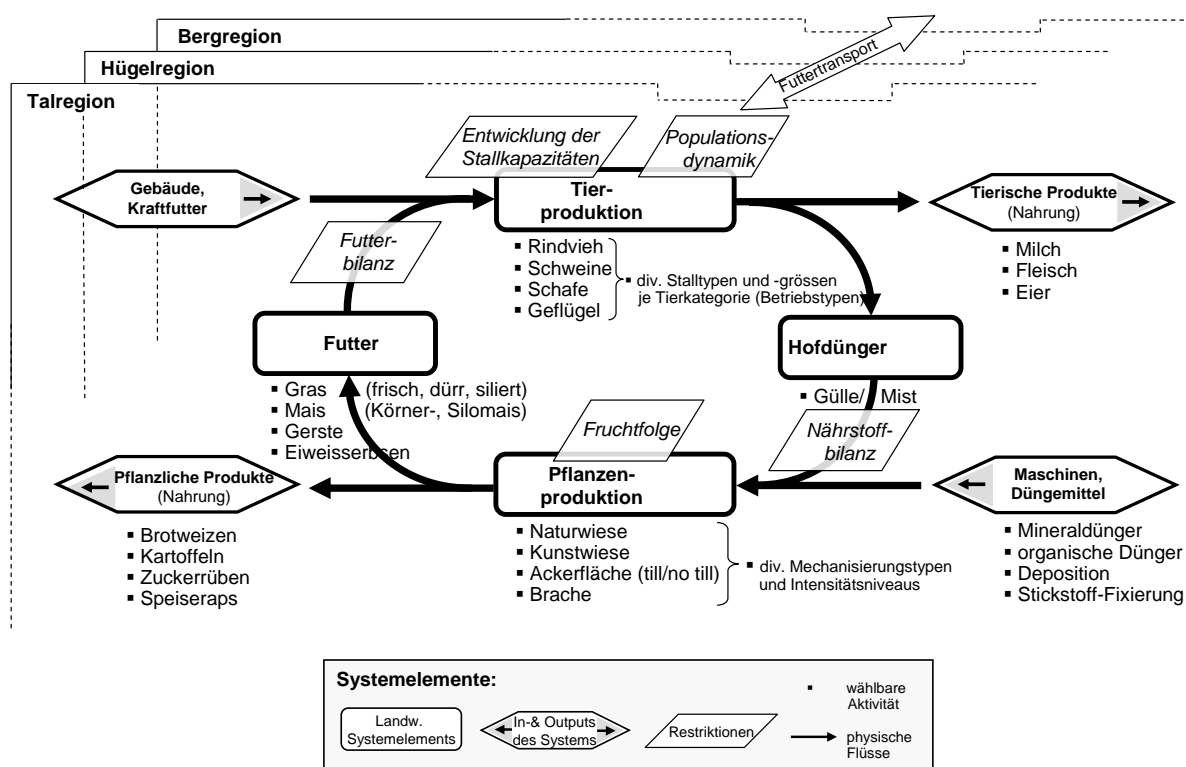 Bergregion
Hügelregion
Talregion
Futtertransport
Entwicklung der
Stallkapazitäten
Populations-
dynamik
Gebäude,
Kraftfutter
Tier-
produktion
Tierische Produkte
(Nahrung)
▪ Milch
▪ Fleisch
▪ Eier
Futter-
bilanz
▪ Rindvieh
▪ Schweine
▪ Schafe
▪ Geflügel
▪ div. Stalltypen und -grössen
je Tierkategorie (Betriebstypen)
Futter
Hofdünger
▪ Gras (frisch, dürr, siliert)
▪ Mais (Körner-, Silomais)
▪ Gerste
▪ Eiweisserbsen
▪ Gülle/ Mist
Fruchtfolge
Nährstoff-
bilanz
Pflanzliche Produkte
(Nahrung)
Pflanzen-
produktion
Maschinen,
Düngemittel
▪ Brotweizen
▪ Kartoffeln
▪ Zuckerrüben
▪ Speiseraps
▪ Naturwiese
▪ Kunstwiese
▪ Ackerfläche (till/no till)
▪ Brache
▪ div. Mechanisierungstypen
und Intensitätsniveaus
▪ Mineraldünger
▪ organische Dünger
▪ Deposition
▪ Stickstoff-Fixierung
Systemelemente:
Landw.
Systemelements
In-& Outputs
des Systems
Restriktionen
▪ wählbare
Aktivität
physische
Flüsse